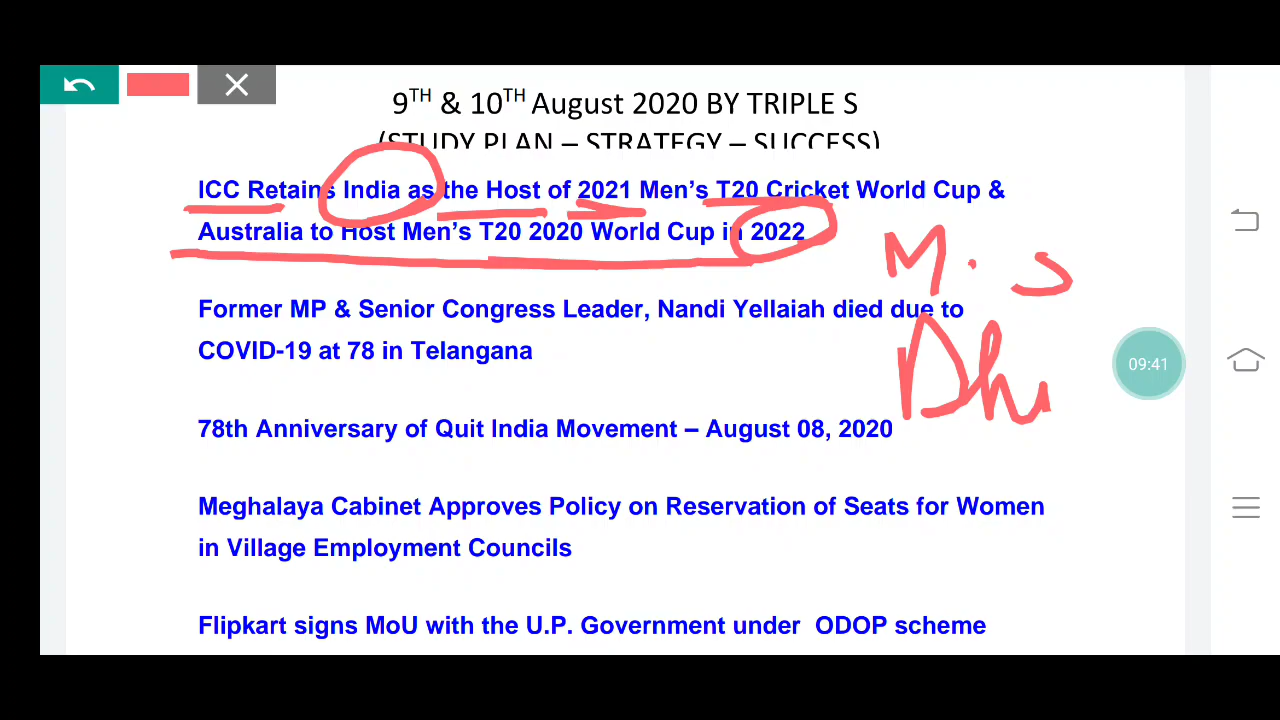 9TH & 10TH August 2020 BY TRIPLE S
(STUDY PLAN – STRATEGY – SUCCESS)
ICC Retains India as the Host of 2021 Men's T20 Cricket World Cup &
Australia to Host Men's T20 2020 World Cup in 2022
M. S
Former MP & Senior Congress Leader, Nandi Yellaiah died due to
COVID-19 at 78 in Telangana
Dh
09:41
78th Anniversary of Quit India Movement – August 08, 2020
Meghalaya Cabinet Approves Policy on Reservation of Seats for Women
in Village Employment Councils
Flipkart signs MoU with the U.P. Government under ODOP scheme